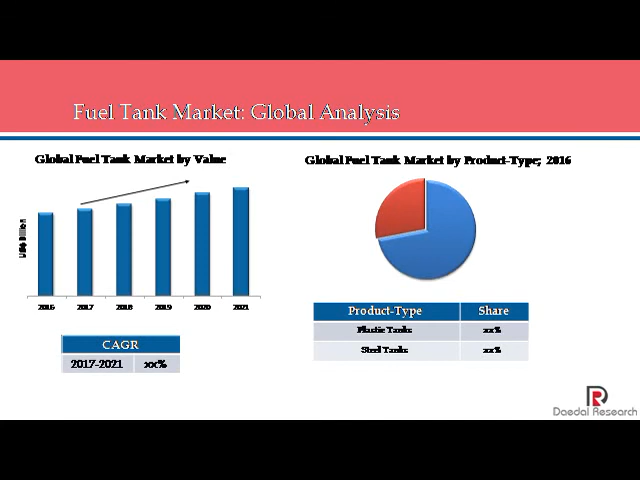 Fuel Tank Market: Global Analysis
Global Fuel Tank Market by Value
US$ Billion
2016 2017 2018 2019 2020 2021
CAGR
2017-2021 xx%
Global Fuel Tank Market by Product-Type; 2016
Product-Type Share
Plastic Tanks xx%
Steel Tanks xx%
DR
Daedal Research